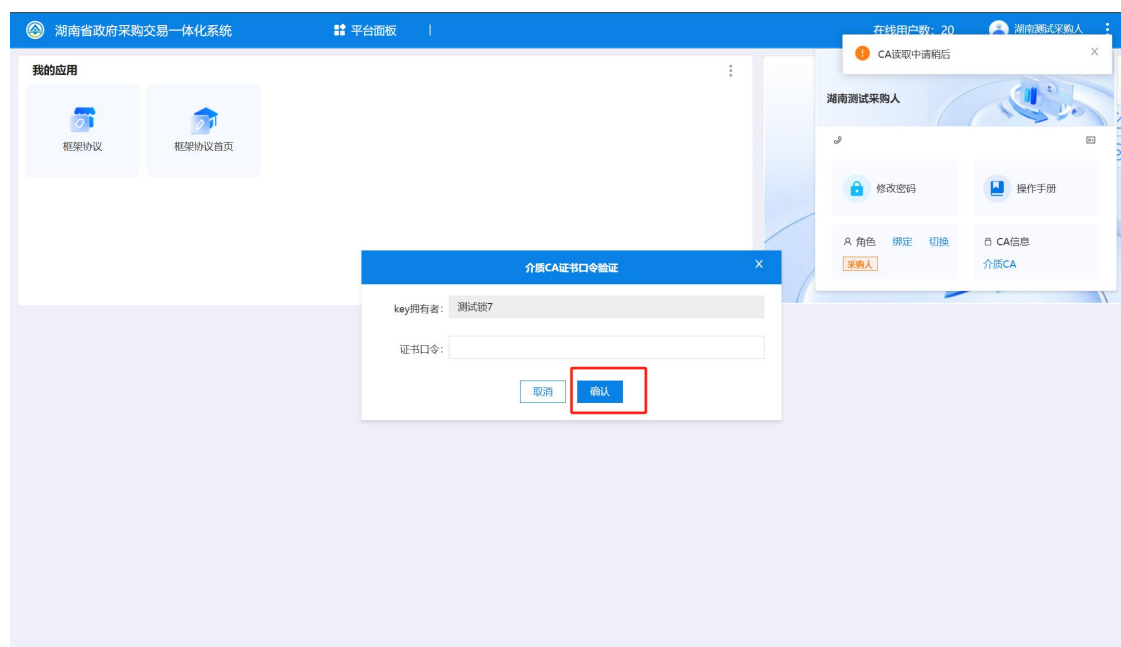 湖南省政府采购交易一体化系统
平台面板
在线用户数：20
湖南测试采购人
CA读取中请稍后
我的应用
框架协议
框架协议首页
湖南测试采购人
修改密码
操作手册
角色 绑定 切换
采购人
CA信息
介质CA
介质CA证书口令验证
key拥有者：测试锁7
证书口令：
取消
确认